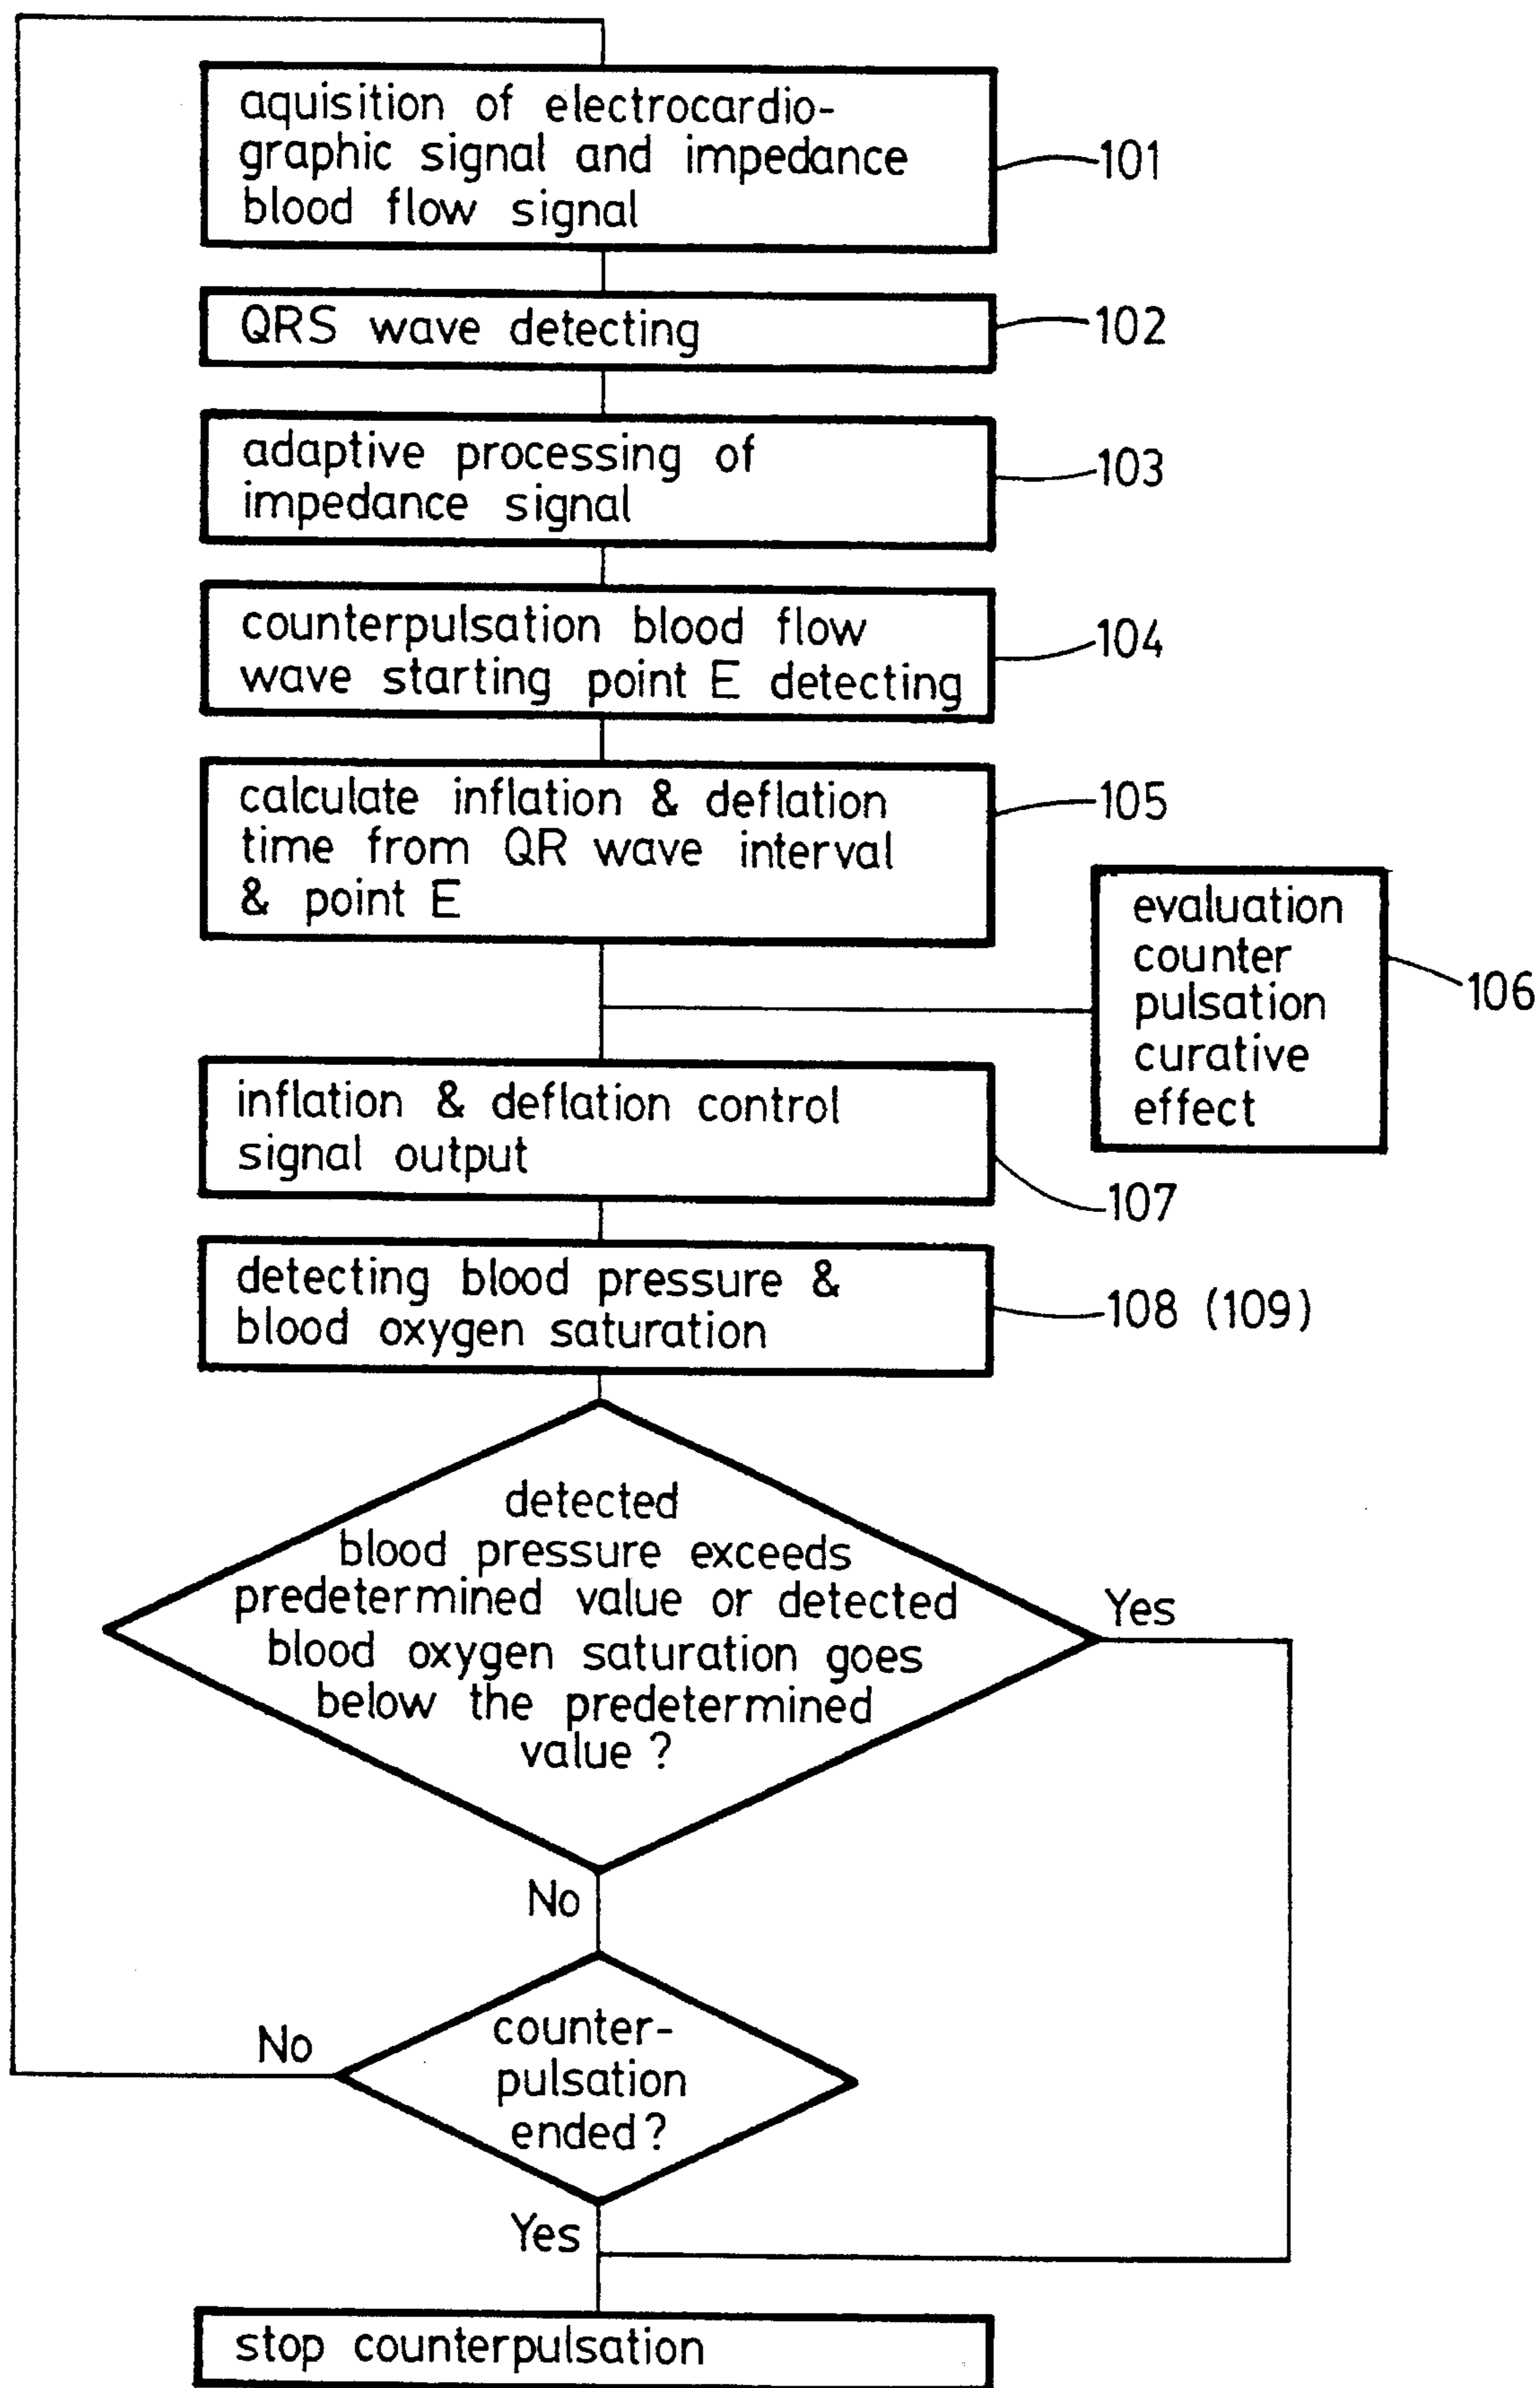 aquisition of electrocardio-
graphic signal and impedance
blood flow signal
101
QRS wave detecting
102
adaptive processing of
impedance signal
103
counterpulsation blood flow
wave starting point E detecting
104
calculate inflation & deflation
time from QR wave interval
& point E
105
evaluation
counter
pulsation
curative
effect
106
inflation & deflation control
signal output
107
detecting blood pressure &
blood oxygen saturation
108 (109)
detected
blood pressure exceeds
predetermined value or detected
blood oxygen saturation goes
below the predetermined
value ?
Yes
No
counter-
pulsation
ended?
No
Yes
stop counterpulsation